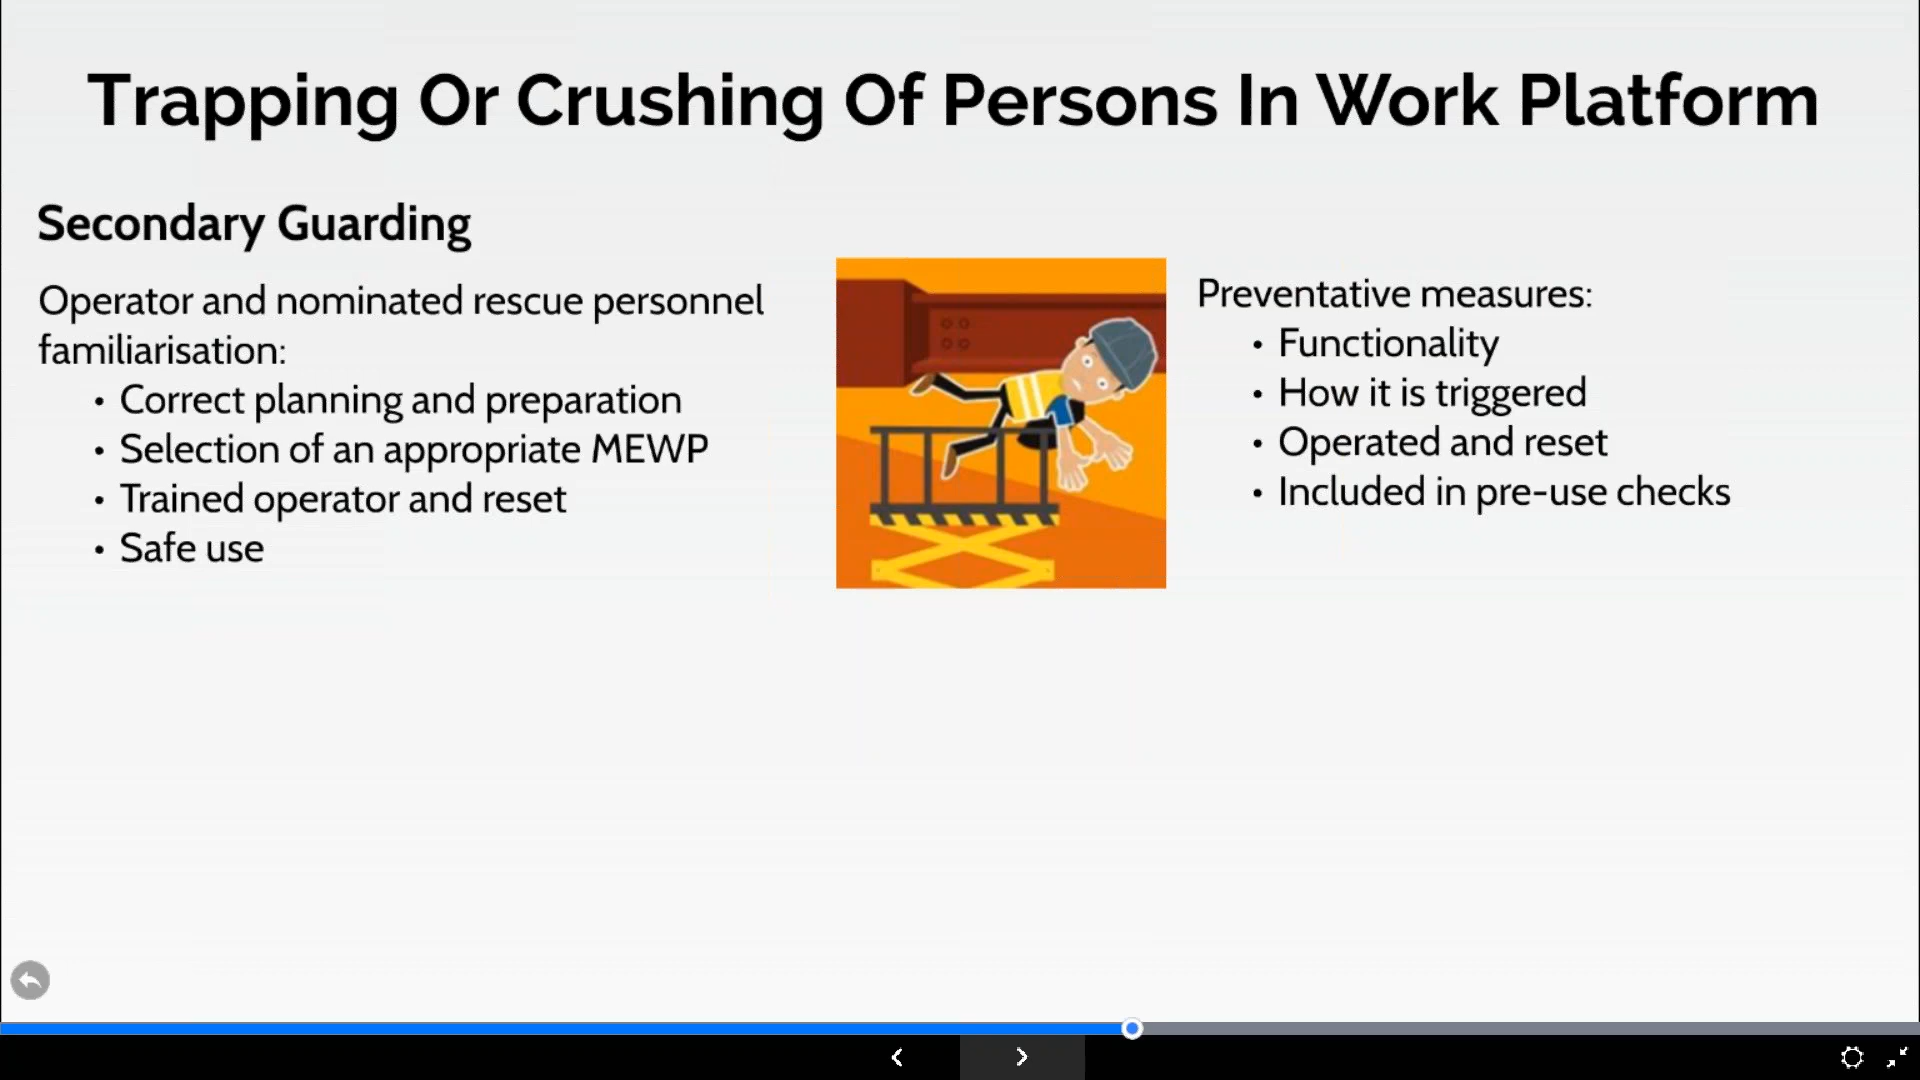 Trapping Or Crushing Of Persons In Work Platform
Secondary Guarding
Operator and nominated rescue personnel
familiarisation:
• Correct planning and preparation
• Selection of an appropriate MEWP
• Trained operator and reset
• Safe use
Preventative measures:
• Functionality
• How it is triggered
• Operated and reset
• Included in pre-use checks